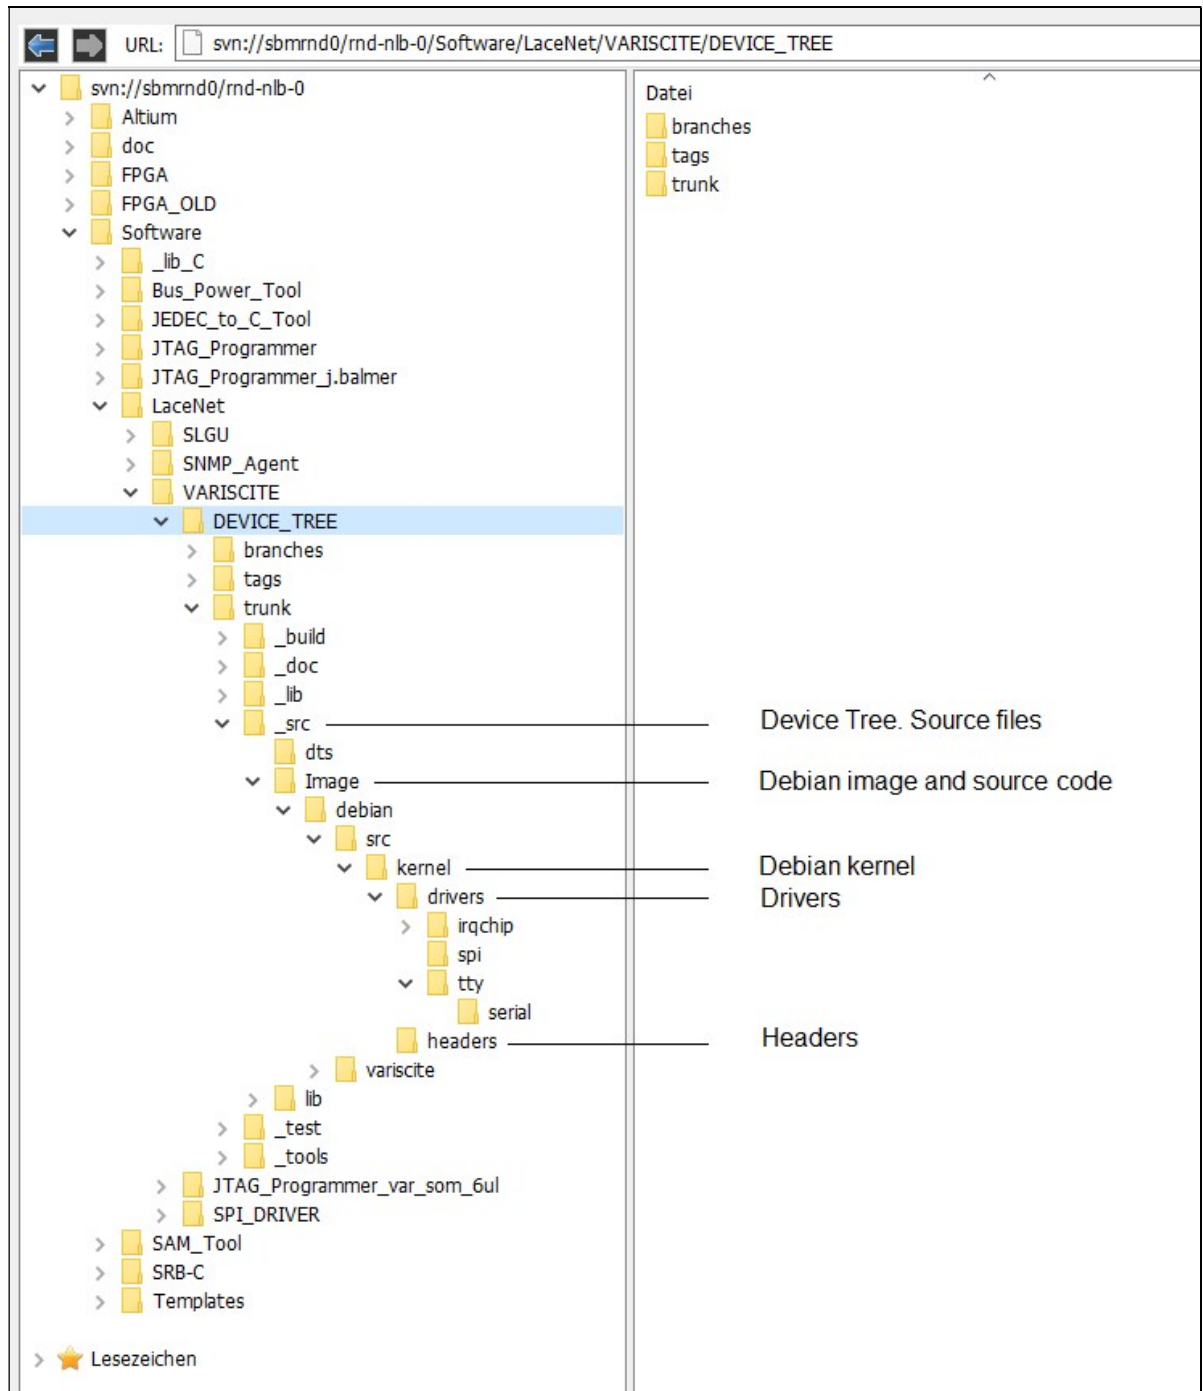 URL: svn://sbmrnd0/rnd-nlb-0/Software/LaceNet/VARISCITE/DEVICE_TREE
svn://sbmrnd0/rnd-nlb-0
Altium
doc
FPGA
FPGA_OLD
Software
_lib_C
Bus_Power_Tool
JEDEC_to_C_Tool
JTAG_Programmer
JTAG_Programmer_j.balmer
LaceNet
SLGU
SNMP_Agent
VARISCITE
DEVICE_TREE
branches
tags
trunk
_build
_doc
_lib
_src
dts
Image
debian
src
kernel
drivers
irqchip
spi
tty
serial
headers
variscite
lib
_test
_tools
JTAG_Programmer_var_som_6ul
SPI_DRIVER
SAM_Tool
SRB-C
Templates
Lesezeichen
Datei
branches
tags
trunk
Device Tree. Source files
Debian image and source code
Debian kernel
Drivers
Headers